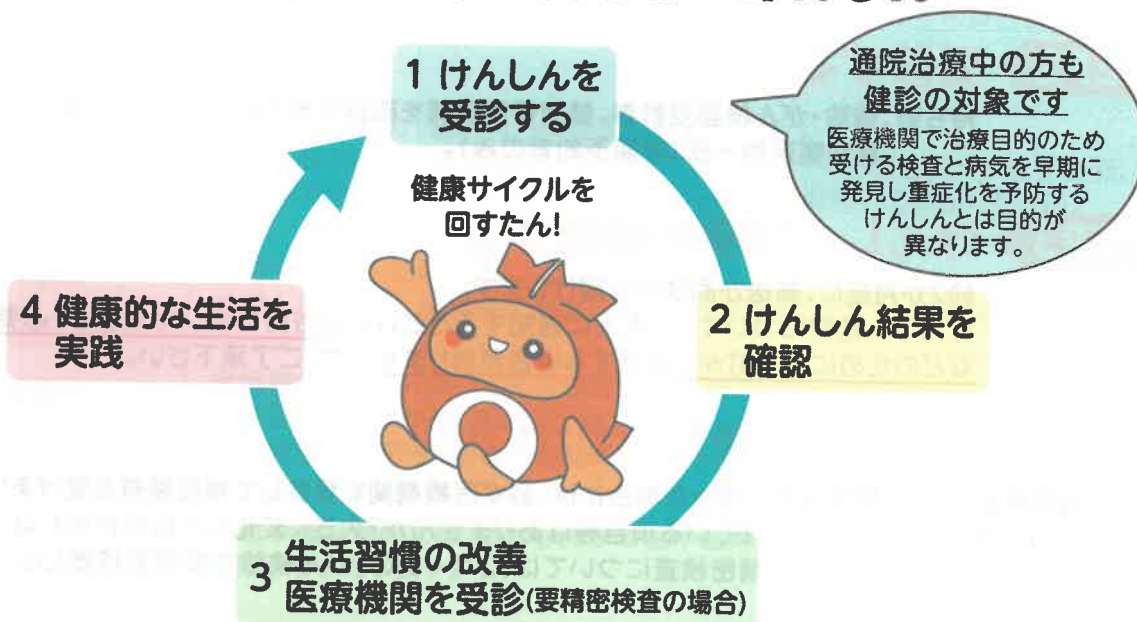 1 けんしんを
受診する
通院治療中の方も
健診の対象です
医療機関で治療目的のため
受ける検査と病気を早期に
発見し重症化を予防する
けんしんとは目的が
異なります。
健康サイクルを
回すたん!
4 健康的な生活を
実践
2 けんしん結果を
確認
3 生活習慣の改善
医療機関を受診(要精密検査の場合)